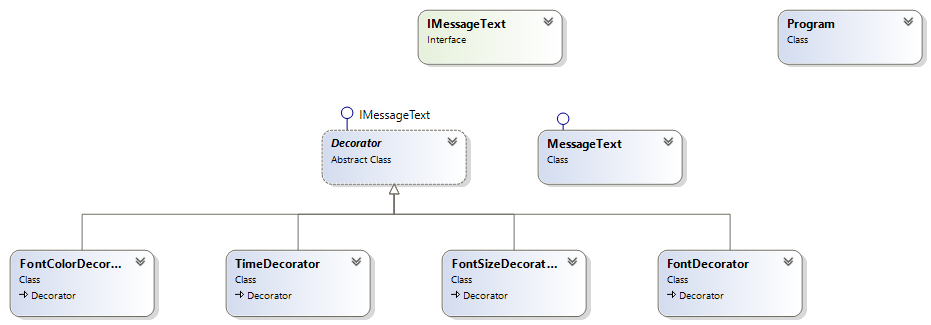 IMessageText
Interface
Program
Class
IMessageText
Decorator
Abstract Class
MessageText
Class
FontColorDecor...
Class
Decorator
TimeDecorator
Class
Decorator
FontSizeDecorat...
Class
Decorator
FontDecorator
Class
Decorator